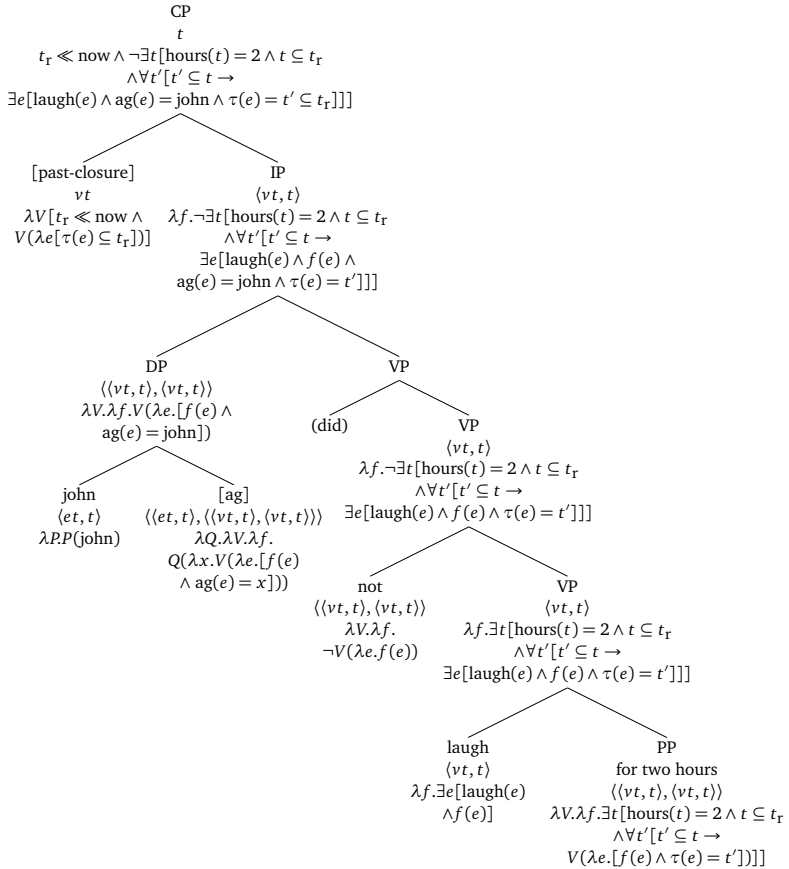 CP
t
t_r ≪ now ∧ ¬∃t[hours(t) = 2 ∧ t ⊆ t_r
∧∀t′[t′ ⊆ t →
∃e[laugh(e) ∧ ag(e) = john ∧ τ(e) = t′ ⊆ t_r]]]
[past-closure]
vt
λV[t_r ≪ now ∧
V(λe[τ(e) ⊆ t_r])]
IP
⟨vt, t⟩
λf.¬∃t[hours(t) = 2 ∧ t ⊆ t_r
∧∀t′[t′ ⊆ t →
∃e[laugh(e) ∧ f(e) ∧
ag(e) = john ∧ τ(e) = t′]]]
DP
⟨⟨vt, t⟩, ⟨vt, t⟩⟩
λV.λf.V(λe.[f(e) ∧
ag(e) = john])
VP
john
⟨et, t⟩
λP.P(john)
[ag]
⟨⟨et, t⟩, ⟨⟨vt, t⟩, ⟨vt, t⟩⟩⟩
λQ.λV.λf.
Q(λx.V(λe.[f(e)
∧ ag(e) = x]))
(did)
VP
⟨vt, t⟩
λf.¬∃t[hours(t) = 2 ∧ t ⊆ t_r
∧∀t′[t′ ⊆ t →
∃e[laugh(e) ∧ f(e) ∧ τ(e) = t′]]]
not
⟨⟨vt, t⟩, ⟨vt, t⟩⟩
λV.λf.
¬V(λe.f(e))
VP
⟨vt, t⟩
λf.∃t[hours(t) = 2 ∧ t ⊆ t_r
∧∀t′[t′ ⊆ t →
∃e[laugh(e) ∧ f(e) ∧ τ(e) = t′]]]
laugh
⟨vt, t⟩
λf.∃e[laugh(e)
∧f(e)]
PP
for two hours
⟨⟨vt, t⟩, ⟨vt, t⟩⟩
λV.λf.∃t[hours(t) = 2 ∧ t ⊆ t_r
∧∀t′[t′ ⊆ t →
V(λe.[f(e) ∧ τ(e) = t′])]]